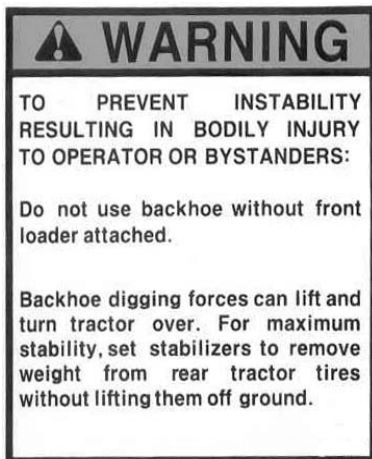 WARNING
TO PREVENT INSTABILITY
RESULTING IN BODILY INJURY
TO OPERATOR OR BYSTANDERS:
Do not use backhoe without front
loader attached.
Backhoe digging forces can lift and
turn tractor over. For maximum
stability, set stabilizers to remove
weight from rear tractor tires
without lifting them off ground.